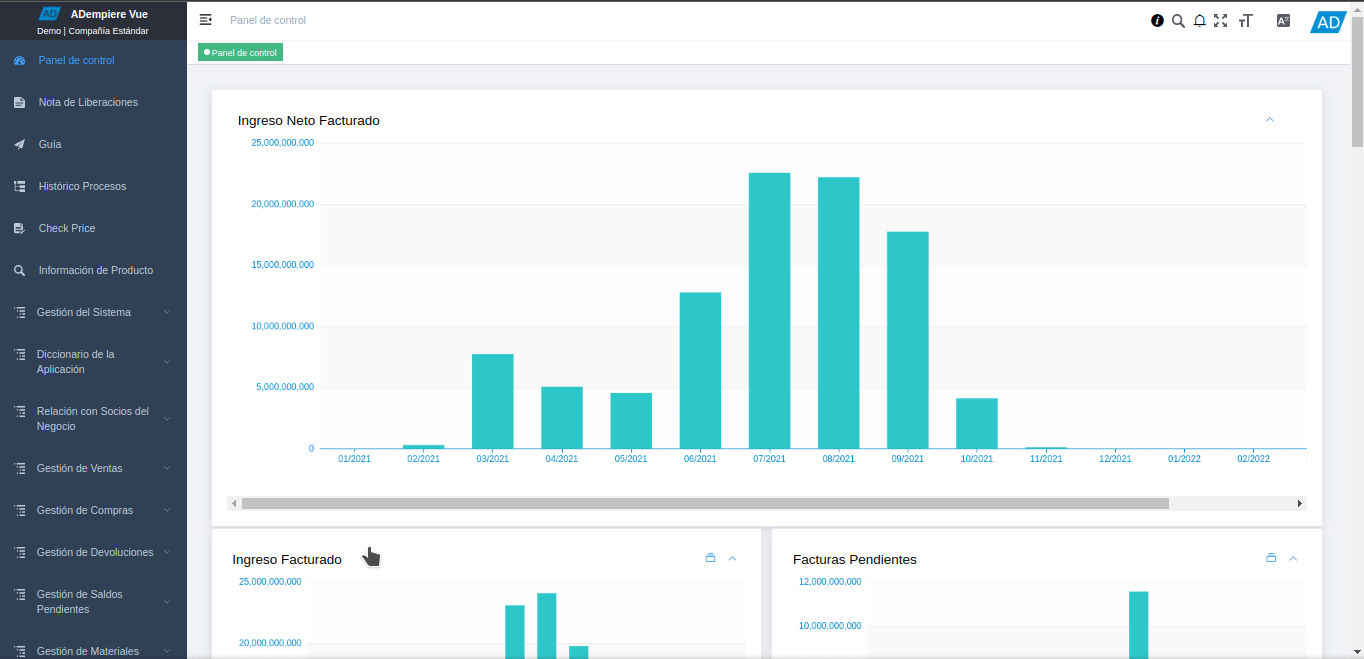 AD ADempiere Vue
Demo | Compañía Estándar
Panel de control
Nota de Liberaciones
Guía
Histórico Procesos
Check Price
Información de Producto
Gestión del Sistema
Diccionario de la
Aplicación
Relación con Socios del
Negocio
Gestión de Ventas
Gestión de Compras
Gestión de Devoluciones
Gestión de Saldos
Pendientes
Gestión de Materiales
Panel de control
AD
Panel de control
Ingreso Neto Facturado
25,000,000,000
20,000,000,000
15,000,000,000
10,000,000,000
5,000,000,000
0
01/2021 02/2021 03/2021 04/2021 05/2021 06/2021 07/2021 08/2021 09/2021 10/2021 11/2021 12/2021 01/2022 02/2022
Ingreso Facturado
25,000,000,000
20,000,000,000
Facturas Pendientes
12,000,000,000
10,000,000,000